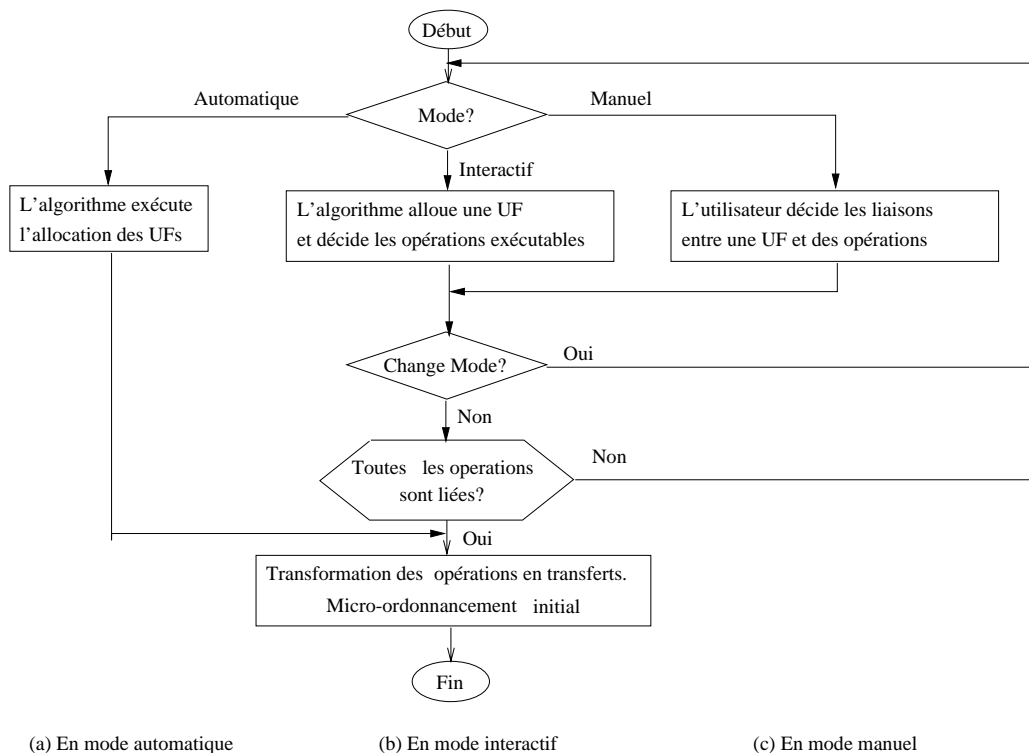 Début
Automatique
Mode?
Manuel
Interactif
L'algorithme exécute
l'allocation des UFs
L'algorithme alloue une UF
et décide les opérations exécutables
L'utilisateur décide les liaisons
entre une UF et des opérations
Change Mode?
Oui
Non
Toutes les operations
sont liées?
Non
Oui
Transformation des opérations en transferts.
Micro-ordonnancement initial
Fin
(a) En mode automatique
(b) En mode interactif
(c) En mode manuel